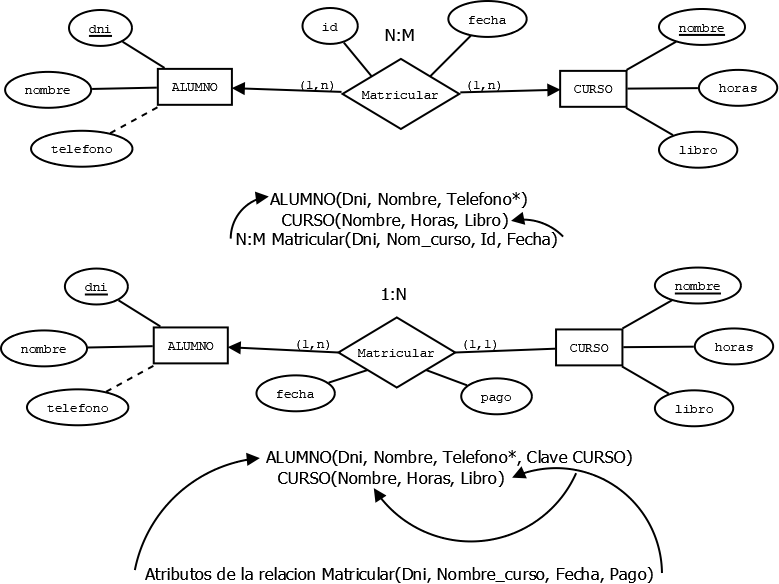 dni
id
N:M
fecha
nombre
nombre
ALUMNO
(1,n)
Matricular
(1,n)
CURSO
horas
telefono
libro
ALUMNO(Dni, Nombre, Telefono*)
CURSO(Nombre, Horas, Libro)
N:M Matricular(Dni, Nom_curso, Id, Fecha)
dni
1:N
nombre
nombre
ALUMNO
(1,n)
Matricular
(1,1)
CURSO
horas
telefono
fecha
pago
libro
ALUMNO(Dni, Nombre, Telefono*, Clave CURSO)
CURSO(Nombre, Horas, Libro)
Atributos de la relacion Matricular(Dni, Nombre_curso, Fecha, Pago)